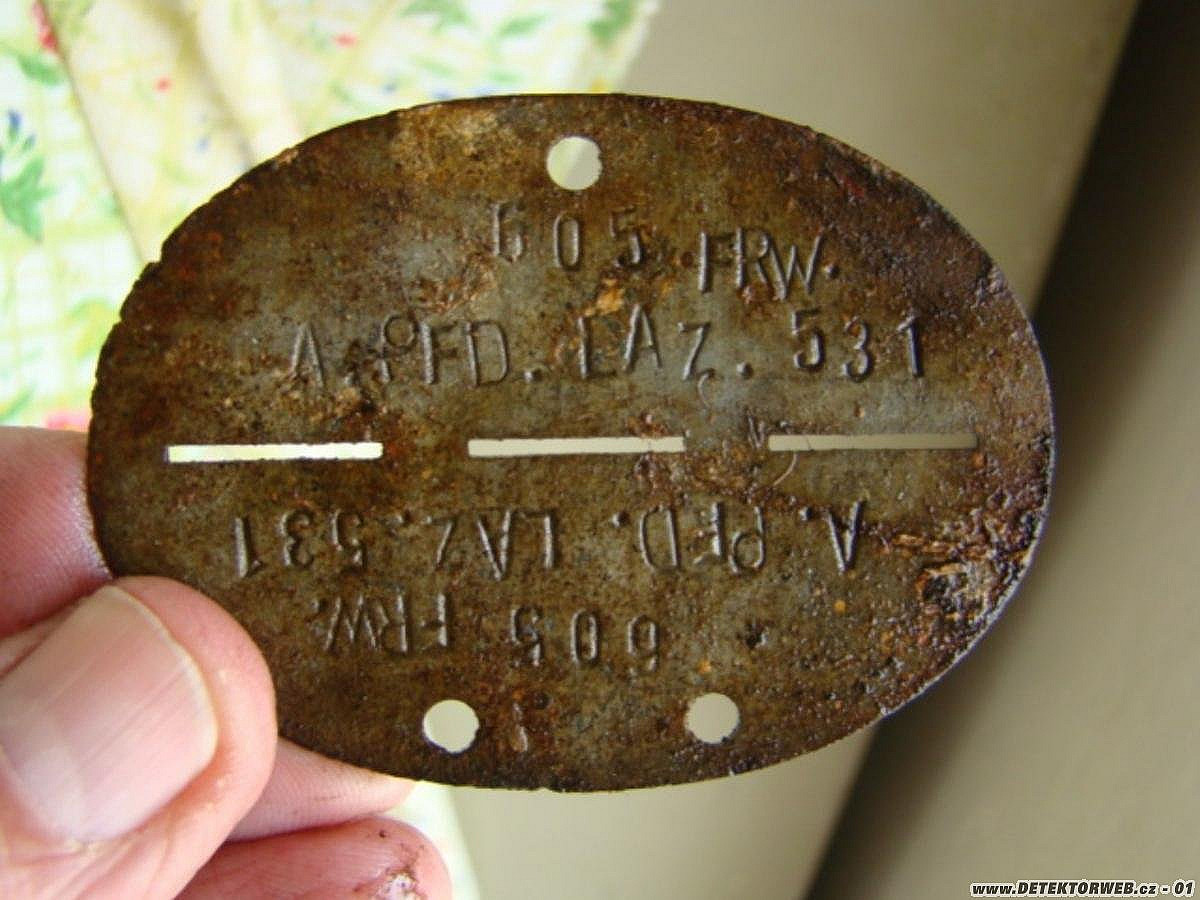 605 FRW.
A. PFD. LAZ. 531
A. PFD. LAZ. 531
605 FRW.
www.DETEKTORWEB.cz - 01